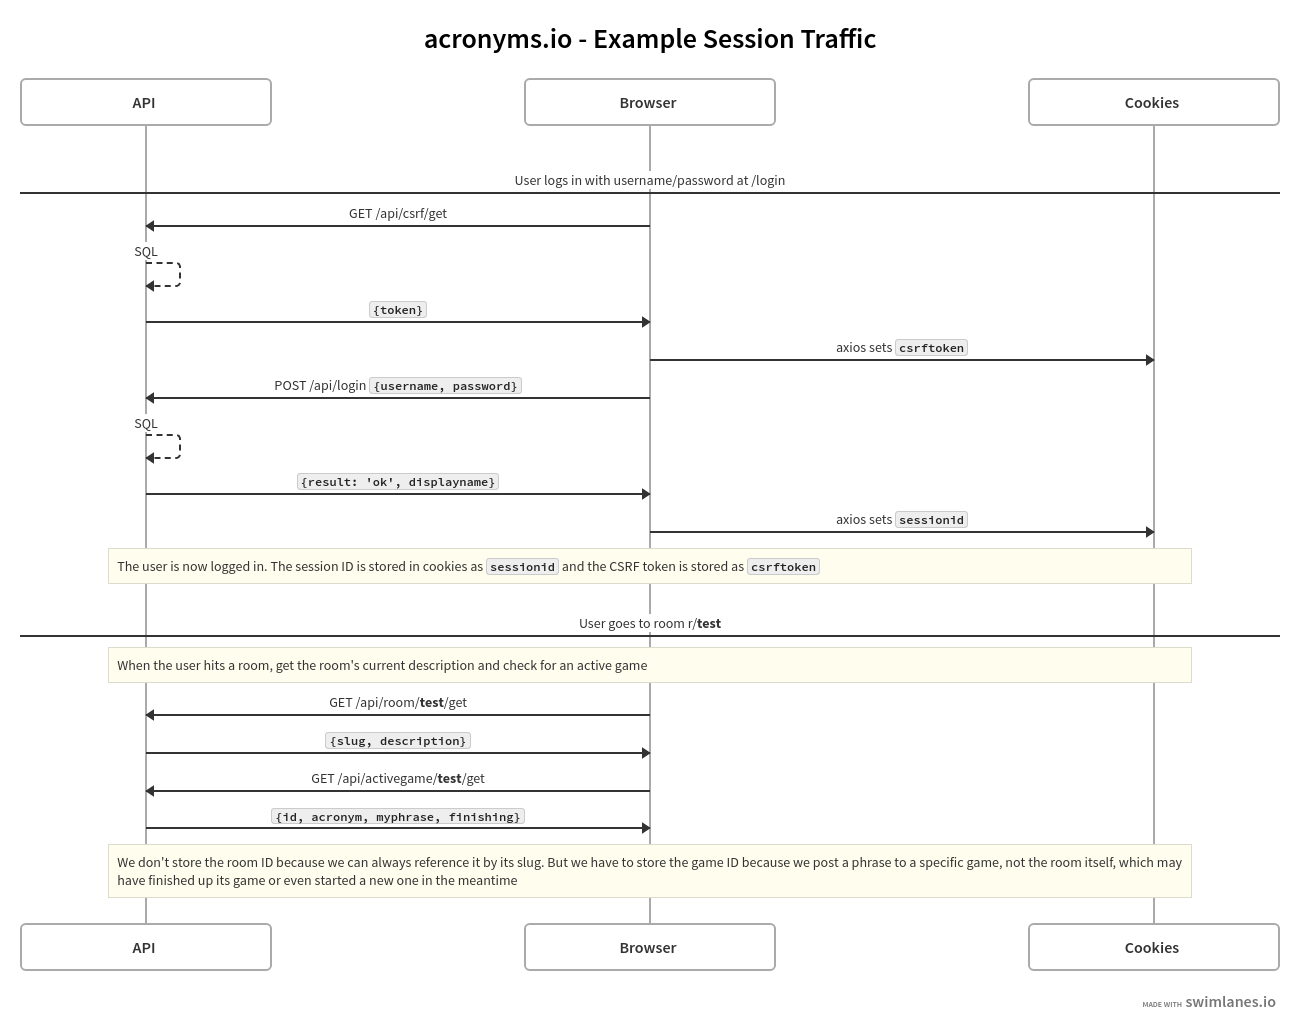 acronyms.io - Example Session Traffic
API
Browser
Cookies
User logs in with username/password at /login
GET /api/csrf/get
SQL
{token}
axios sets csrftoken
POST /api/login {username, password}
SQL
{result: 'ok', displayname}
axios sets sessionid
The user is now logged in. The session ID is stored in cookies as sessionid and the CSRF token is stored as csrftoken
User goes to room r/test
When the user hits a room, get the room's current description and check for an active game
GET /api/room/test/get
{slug, description}
GET /api/activegame/test/get
{id, acronym, myphrase, finishing}
We don't store the room ID because we can always reference it by its slug. But we have to store the game ID because we post a phrase to a specific game, not the room itself, which may
have finished up its game or even started a new one in the meantime
API
Browser
Cookies
MADE WITH swimlanes.io